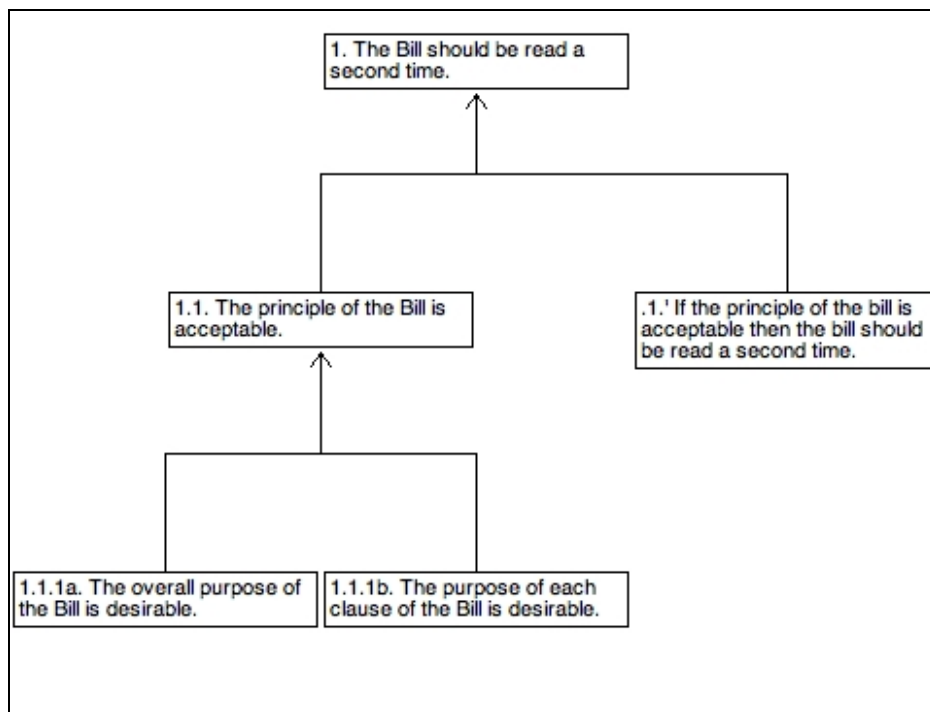 1. The Bill should be read a
second time.
1.1. The principle of the Bill is
acceptable.
.1.' If the principle of the bill is
acceptable then the bill should
be read a second time.
1.1.1a. The overall purpose of
the Bill is desirable.
1.1.1b. The purpose of each
clause of the Bill is desirable.